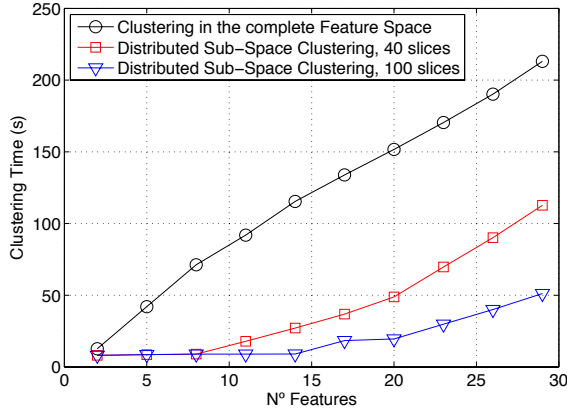 250
200
150
100
50
0
Clustering Time (s)
Clustering in the complete Feature Space
Distributed Sub−Space Clustering, 40 slices
Distributed Sub−Space Clustering, 100 slices
0 5 10 15 20 25 30
Nº Features